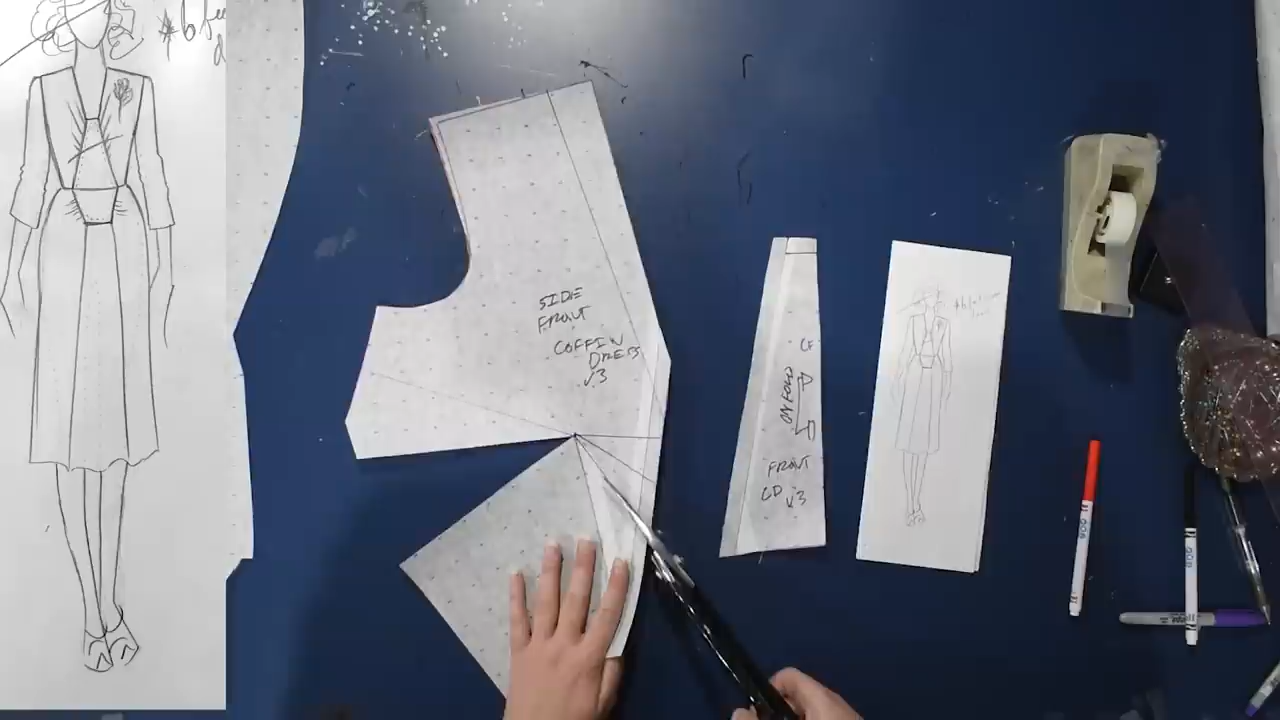 SIDE
FRONT
COFFIN
DRESS
v3
CF
ON FOLD
FRONT
CD v3